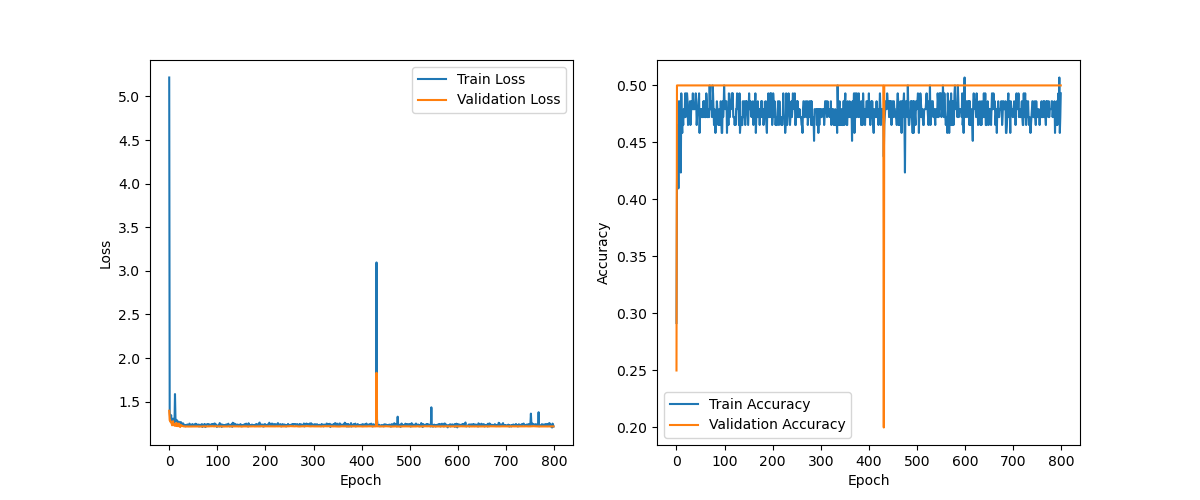 Train Loss
Validation Loss
5.0
4.5
4.0
3.5
3.0
2.5
2.0
1.5
Loss
0 100 200 300 400 500 600 700 800
Epoch
0.50
0.45
0.40
0.35
0.30
0.25
0.20
Accuracy
Train Accuracy
Validation Accuracy
0 100 200 300 400 500 600 700 800
Epoch